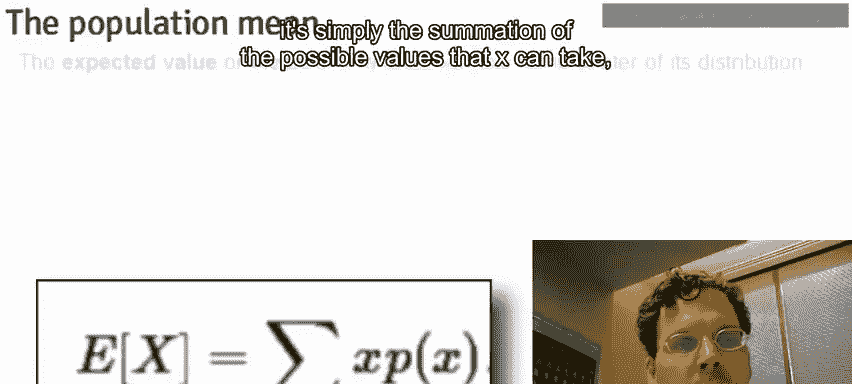 The population mean
it's simply the summation of
the possible values that x can take,
The expected value o ter of its distribution
E[X] = ∑ xp(x).